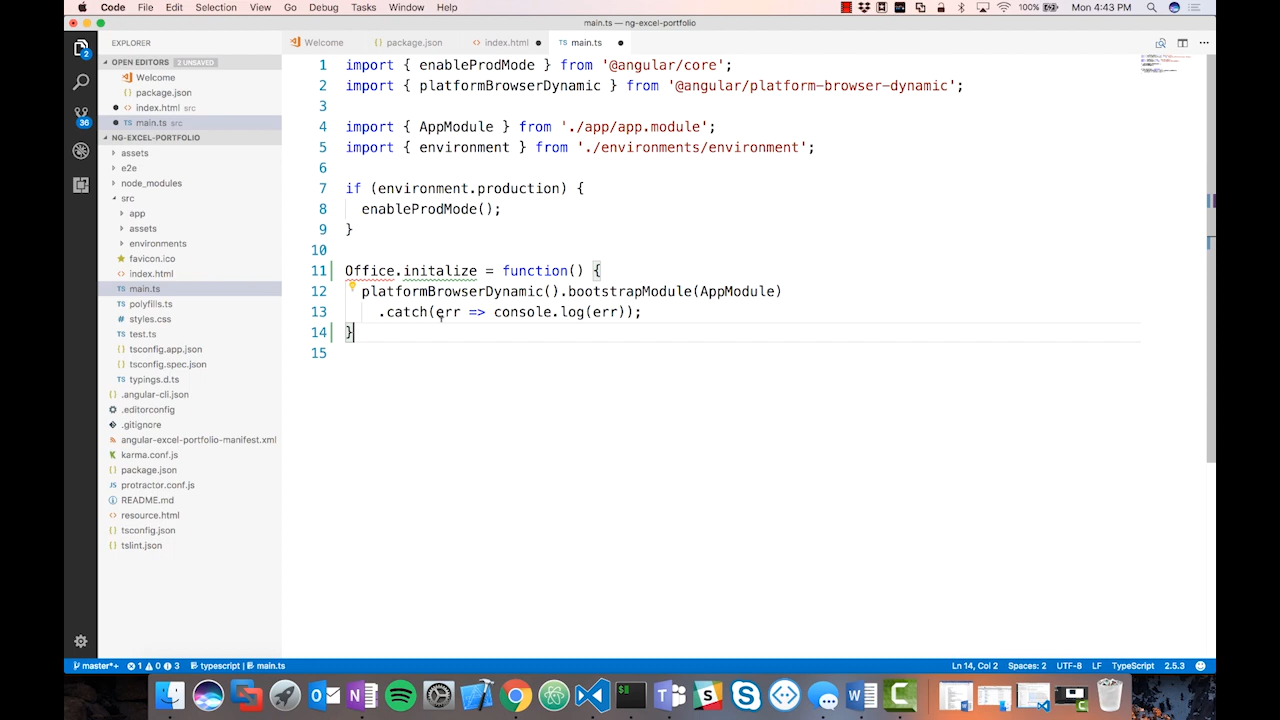 Code File Edit Selection View Go Debug Tasks Window Help 100% Mon 4:43 PM
main.ts — ng-excel-portfolio
EXPLORER
Welcome package.json index.html main.ts
OPEN EDITORS 2 UNSAVED
Welcome
package.json
index.html src
main.ts src
NG-EXCEL-PORTFOLIO
assets
e2e
node_modules
src
app
assets
environments
favicon.ico
index.html
main.ts
polyfills.ts
styles.css
test.ts
tsconfig.app.json
tsconfig.spec.json
typings.d.ts
.angular-cli.json
.editorconfig
.gitignore
angular-excel-portfolio-manifest.xml
karma.conf.js
package.json
protractor.conf.js
README.md
resource.html
tsconfig.json
tslint.json
2
36
1 import { enableProdMode } from '@angular/core';
2 import { platformBrowserDynamic } from '@angular/platform-browser-dynamic';
3
4 import { AppModule } from './app/app.module';
5 import { environment } from './environments/environment';
6
7 if (environment.production) {
8 enableProdMode();
9 }
10
11 Office.initalize = function() {
12 platformBrowserDynamic().bootstrapModule(AppModule)
13 .catch(err => console.log(err));
14 }
15
master*+ 1 0 3 typescript | main.ts Ln 14, Col 2 Spaces: 2 UTF-8 LF TypeScript 2.5.3